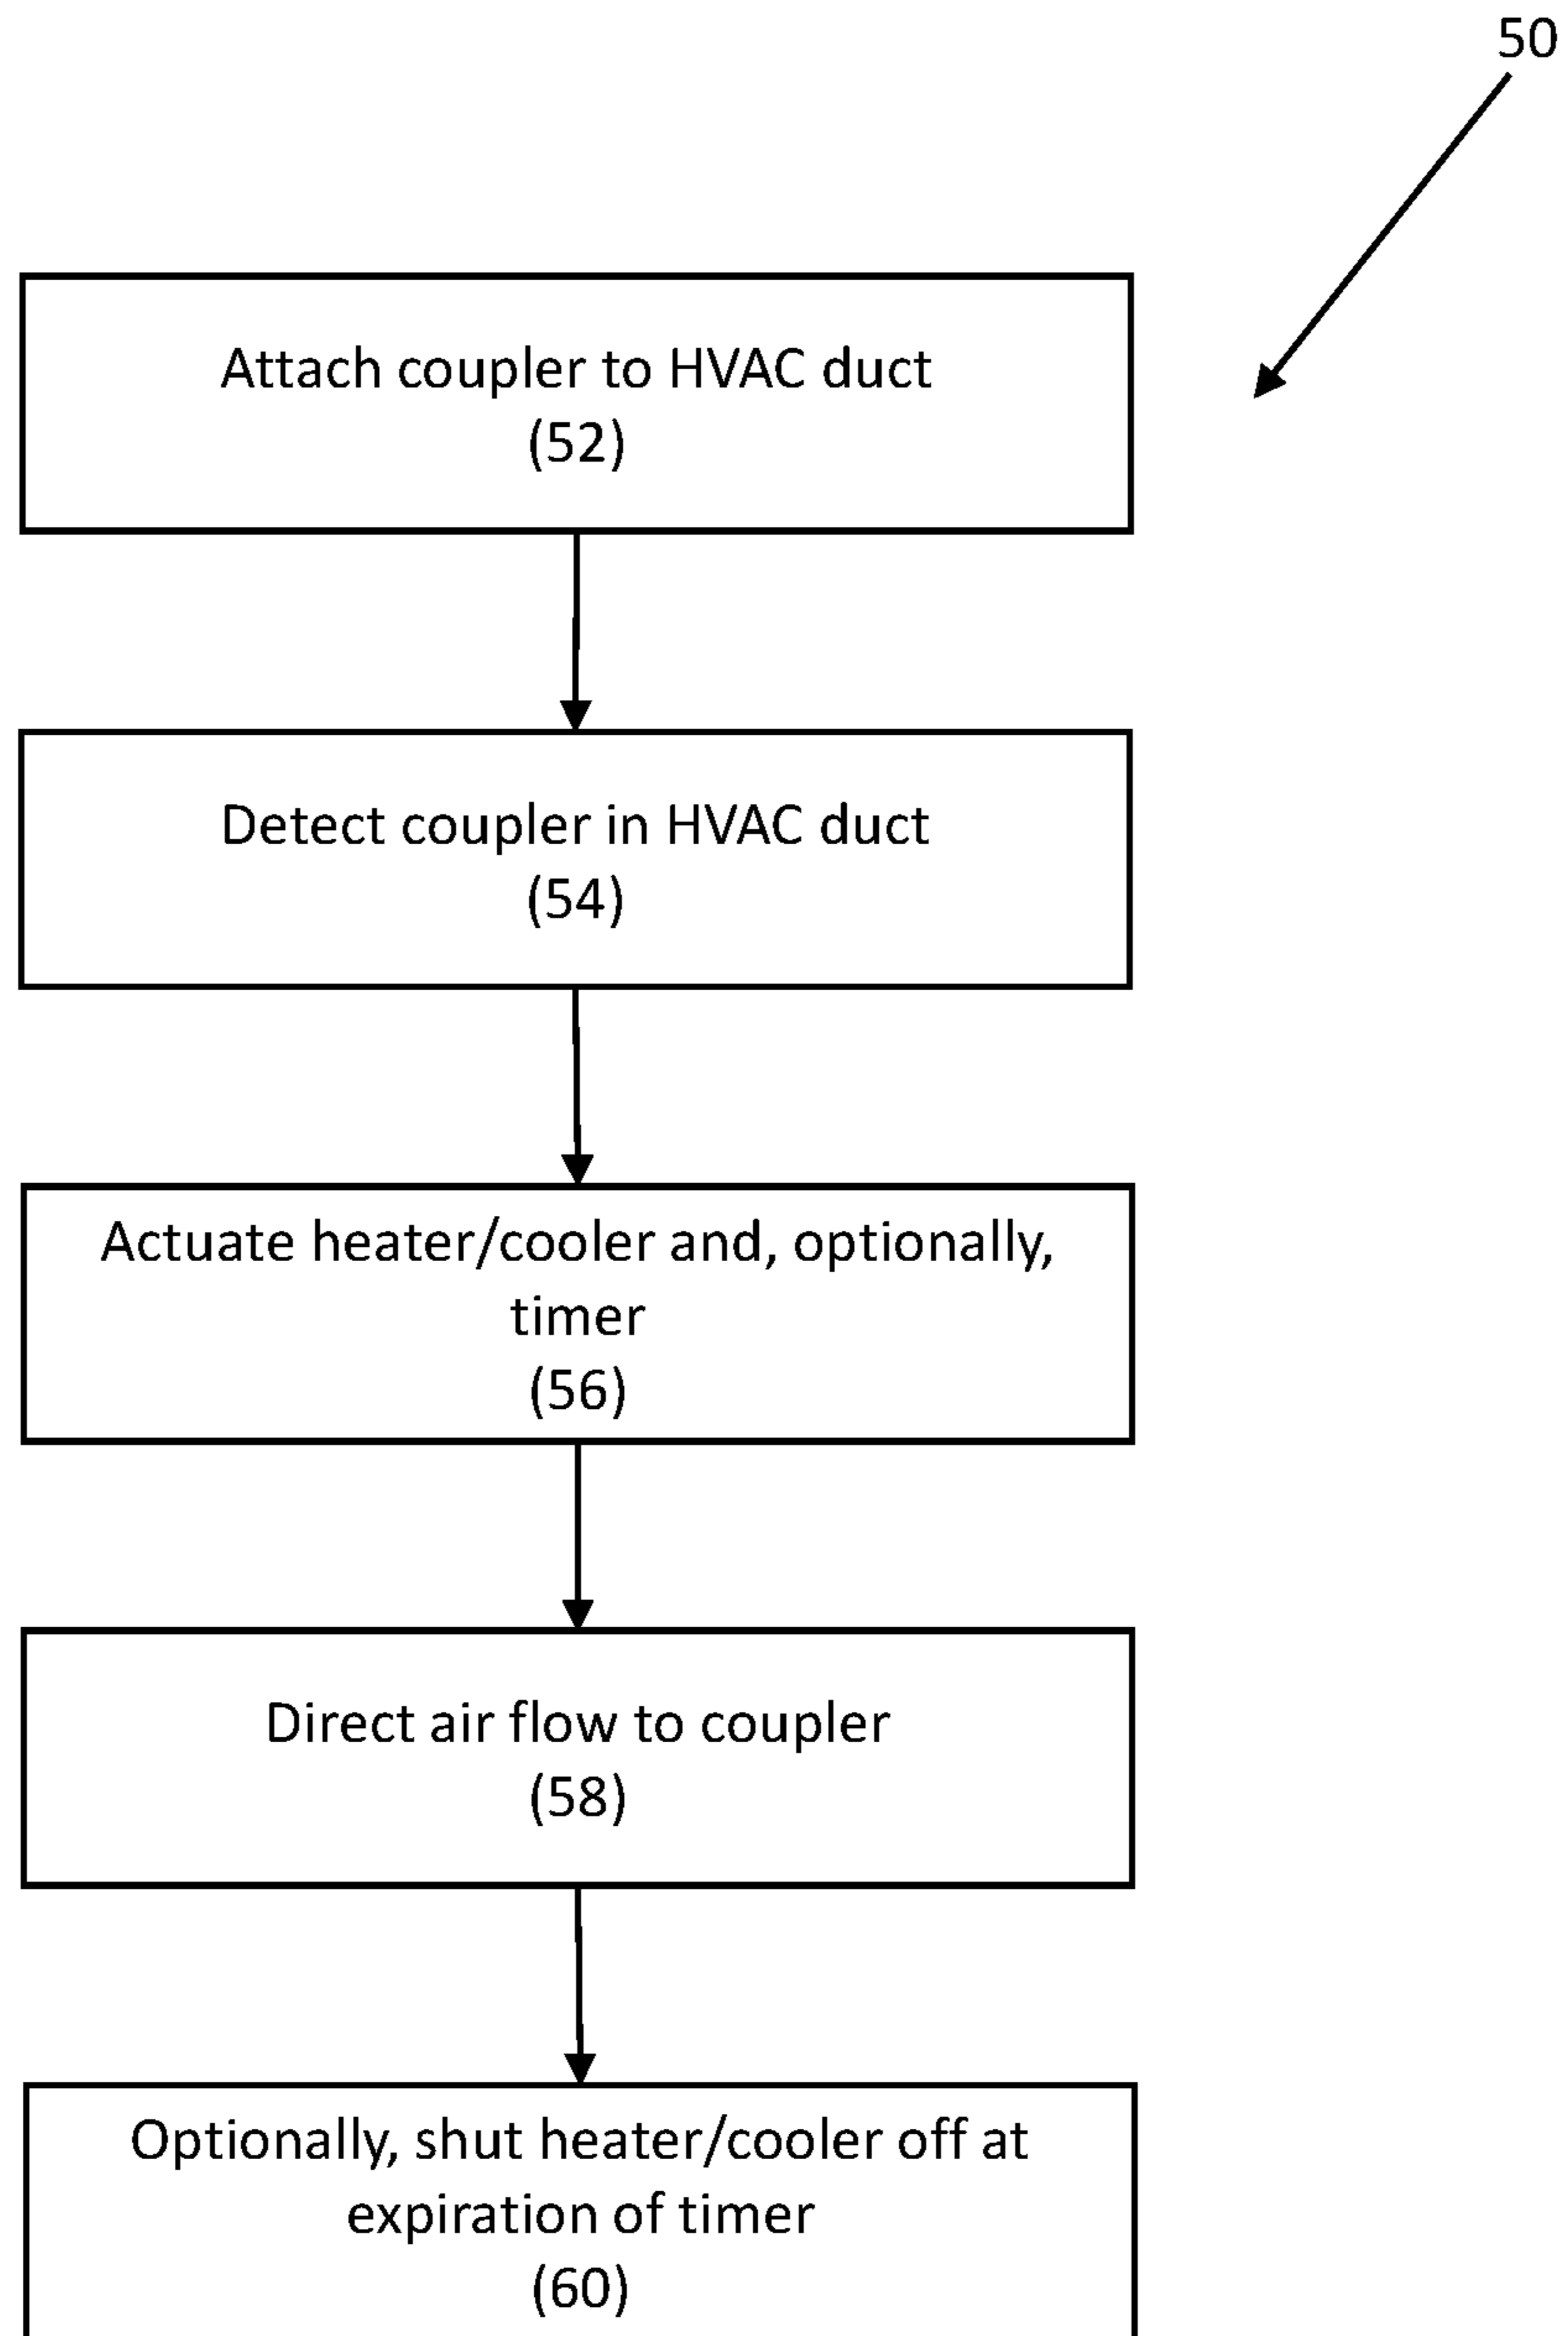 50
Attach coupler to HVAC duct
(52)
Detect coupler in HVAC duct
(54)
Actuate heater/cooler and, optionally,
timer
(56)
Direct air flow to coupler
(58)
Optionally, shut heater/cooler off at
expiration of timer
(60)